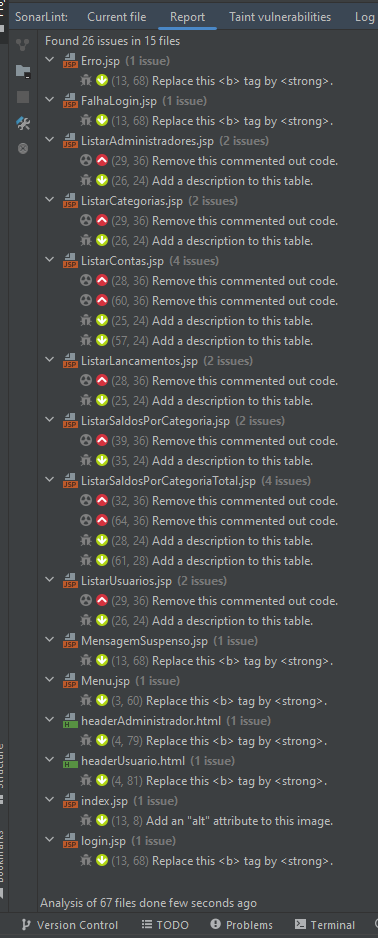 SonarLint: Current file Report Taint vulnerabilities Log
Found 26 issues in 15 files
Erro.jsp (1 issue)
(13, 68) Replace this <b> tag by <strong>.
FalhaLogin.jsp (1 issue)
(13, 68) Replace this <b> tag by <strong>.
ListarAdministradores.jsp (2 issues)
(29, 36) Remove this commented out code.
(26, 24) Add a description to this table.
ListarCategorias.jsp (2 issues)
(29, 36) Remove this commented out code.
(26, 24) Add a description to this table.
ListarContas.jsp (4 issues)
(28, 36) Remove this commented out code.
(60, 36) Remove this commented out code.
(25, 24) Add a description to this table.
(57, 24) Add a description to this table.
ListarLancamentos.jsp (2 issues)
(28, 36) Remove this commented out code.
(25, 24) Add a description to this table.
ListarSaldosPorCategoria.jsp (2 issues)
(39, 36) Remove this commented out code.
(35, 24) Add a description to this table.
ListarSaldosPorCategoriaTotal.jsp (4 issues)
(32, 36) Remove this commented out code.
(64, 36) Remove this commented out code.
(28, 24) Add a description to this table.
(61, 28) Add a description to this table.
ListarUsuarios.jsp (2 issues)
(29, 36) Remove this commented out code.
(26, 24) Add a description to this table.
MensagemSuspenso.jsp (1 issue)
(13, 68) Replace this <b> tag by <strong>.
Menu.jsp (1 issue)
(3, 60) Replace this <b> tag by <strong>.
headerAdministrador.html (1 issue)
(4, 79) Replace this <b> tag by <strong>.
headerUsuario.html (1 issue)
(4, 81) Replace this <b> tag by <strong>.
index.jsp (1 issue)
(13, 8) Add an "alt" attribute to this image.
login.jsp (1 issue)
(13, 68) Replace this <b> tag by <strong>.
Analysis of 67 files done few seconds ago
Version Control TODO Problems Terminal